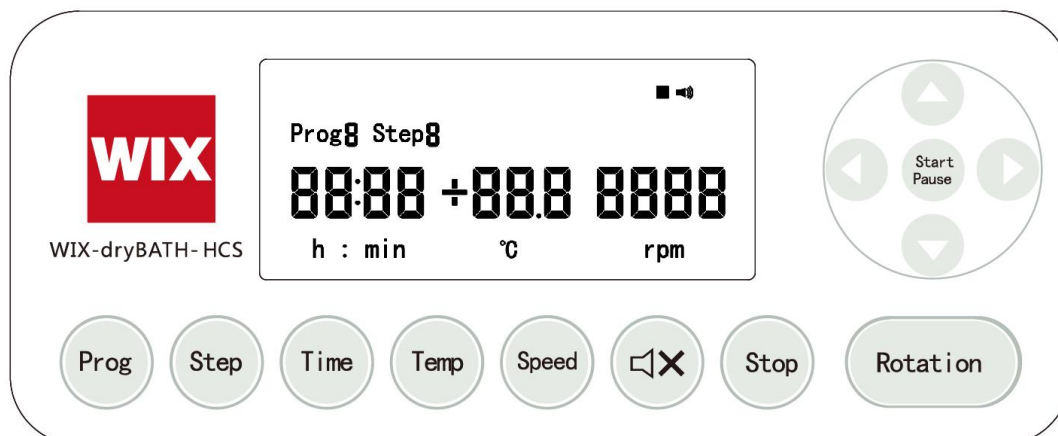 WIX
WIX-dryBATH-HCS
Prog8 Step8
88:88 ÷88.8 8888
h : min ℃ rpm
Start
Pause
Prog Step Time Temp Speed Stop Rotation